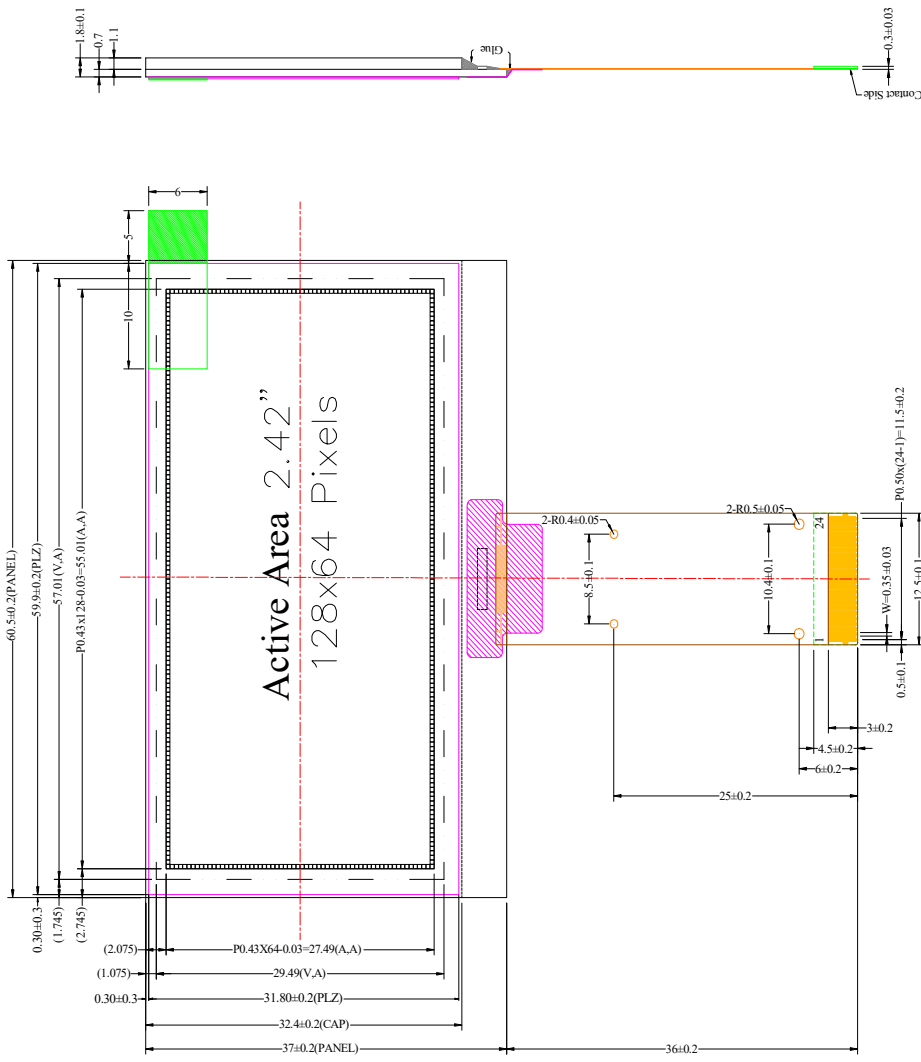 1.8±0.1
0.7
1.1
Glue
0.3±0.03
Contact Side
6
5
10
60.5±0.2(PANEL)
59.9±0.2(PLZ)
57.01(V.A)
P0.43x128-0.03=55.01(A,A)
Active Area 2.42”
128x64 Pixels
2-R0.4±0.05
2-R0.5±0.05
8.5±0.1
10.4±0.1
24
1
P0.50x(24-1)=11.5±0.2
W=0.35±0.03
12.5±0.1
0.5±0.1
3±0.2
4.5±0.2
6±0.2
25±0.2
0.30±0.3
(1.745)
(2.745)
(2.075)
P0.43X64-0.03=27.49(A,A)
(1.075)
29.49(V,A)
0.30±0.3
31.80±0.2(PLZ)
32.4±0.2(CAP)
37±0.2(PANEL)
36±0.2